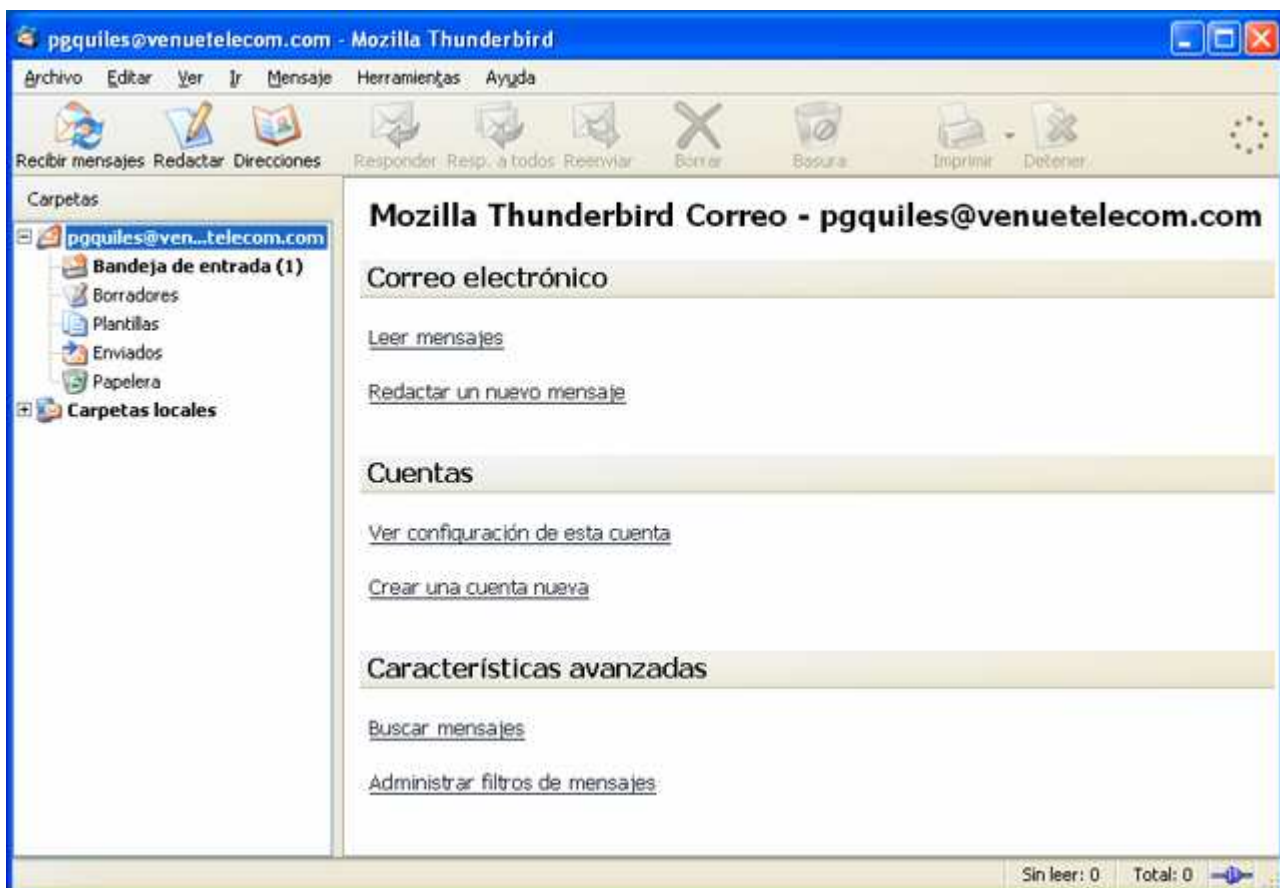 pgquiles@venuetelecom.com - Mozilla Thunderbird
Archivo Editar Ver Ir Mensaje Herramientas Ayuda
Recibir mensajes Redactar Direcciones Responder Resp. a todos Reenviar Borrar Basura Imprimir Detener
Carpetas
pgquiles@ven...telecom.com
Bandeja de entrada (1)
Borradores
Plantillas
Enviados
Papelera
Carpetas locales
Mozilla Thunderbird Correo - pgquiles@venuetelecom.com
Correo electrónico
Leer mensajes
Redactar un nuevo mensaje
Cuentas
Ver configuración de esta cuenta
Crear una cuenta nueva
Características avanzadas
Buscar mensajes
Administrar filtros de mensajes
Sin leer: 0 Total: 0